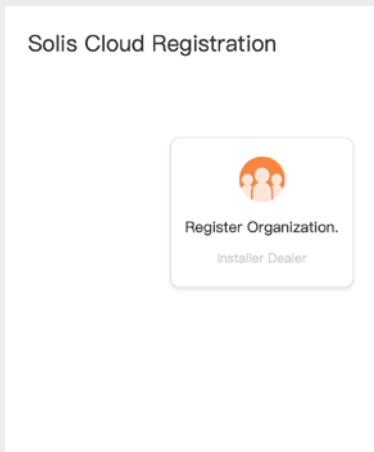 Solis Cloud Registration
Register Organization.
Installer Dealer